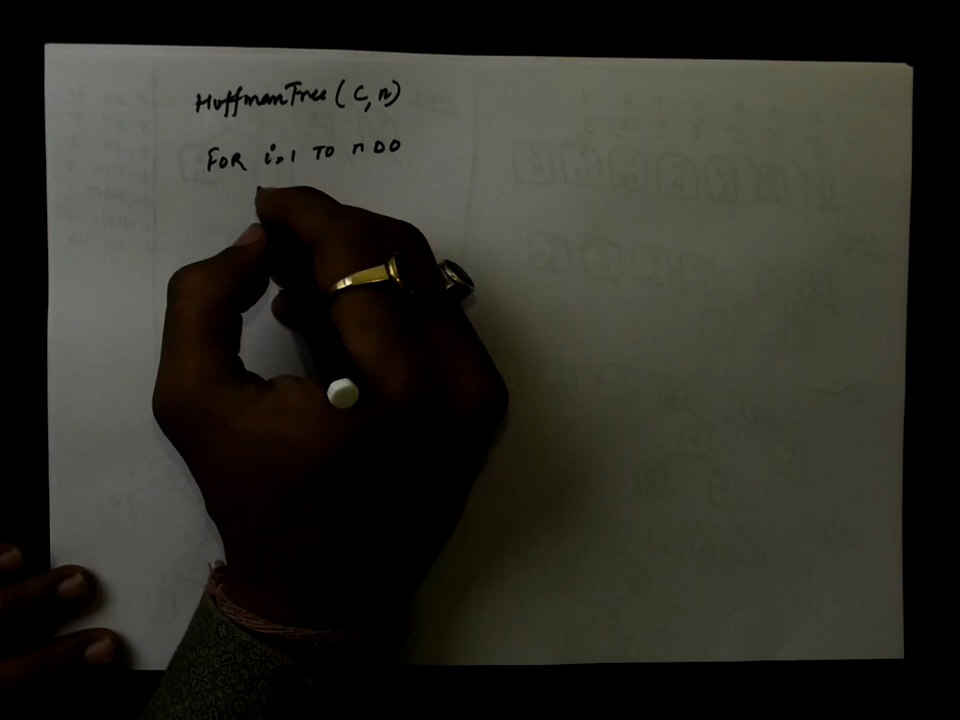 HuffmanTree (C, n)
FOR i=1 TO n DO